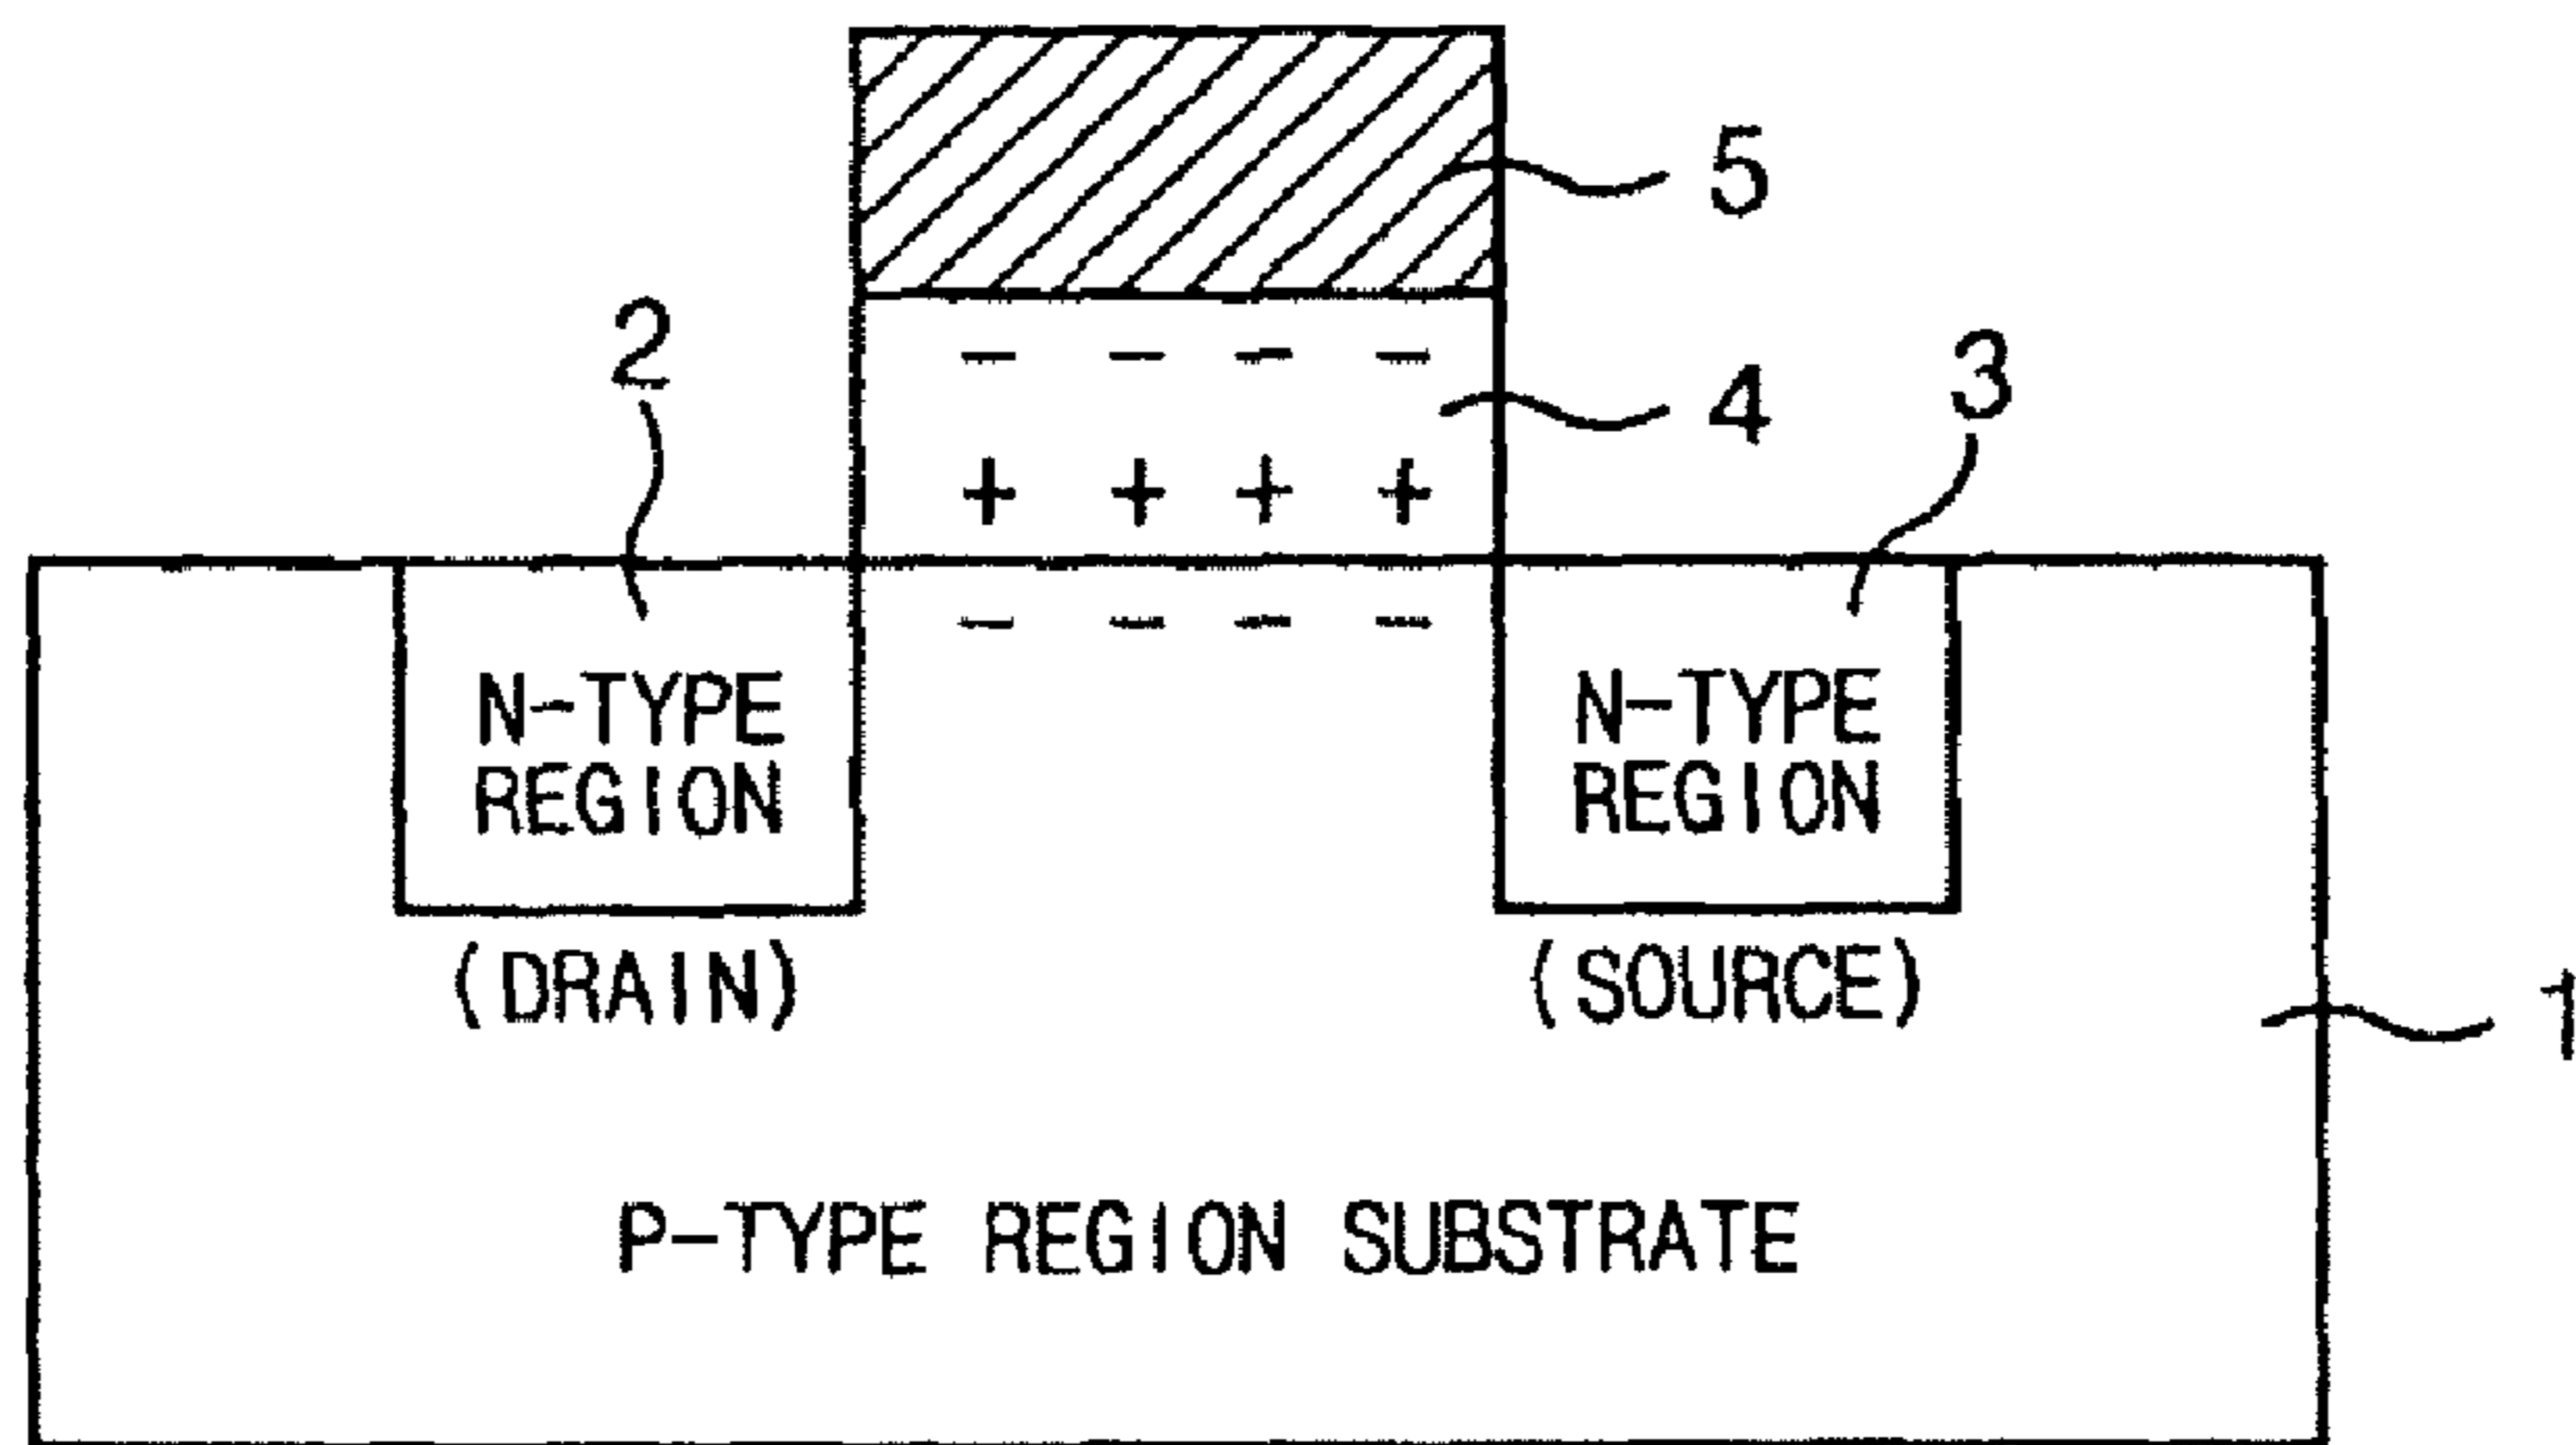 5
2
4
3
- - - -
+ + + +
- - - -
N-TYPE
REGION
N-TYPE
REGION
(DRAIN)
(SOURCE)
1
P-TYPE REGION SUBSTRATE